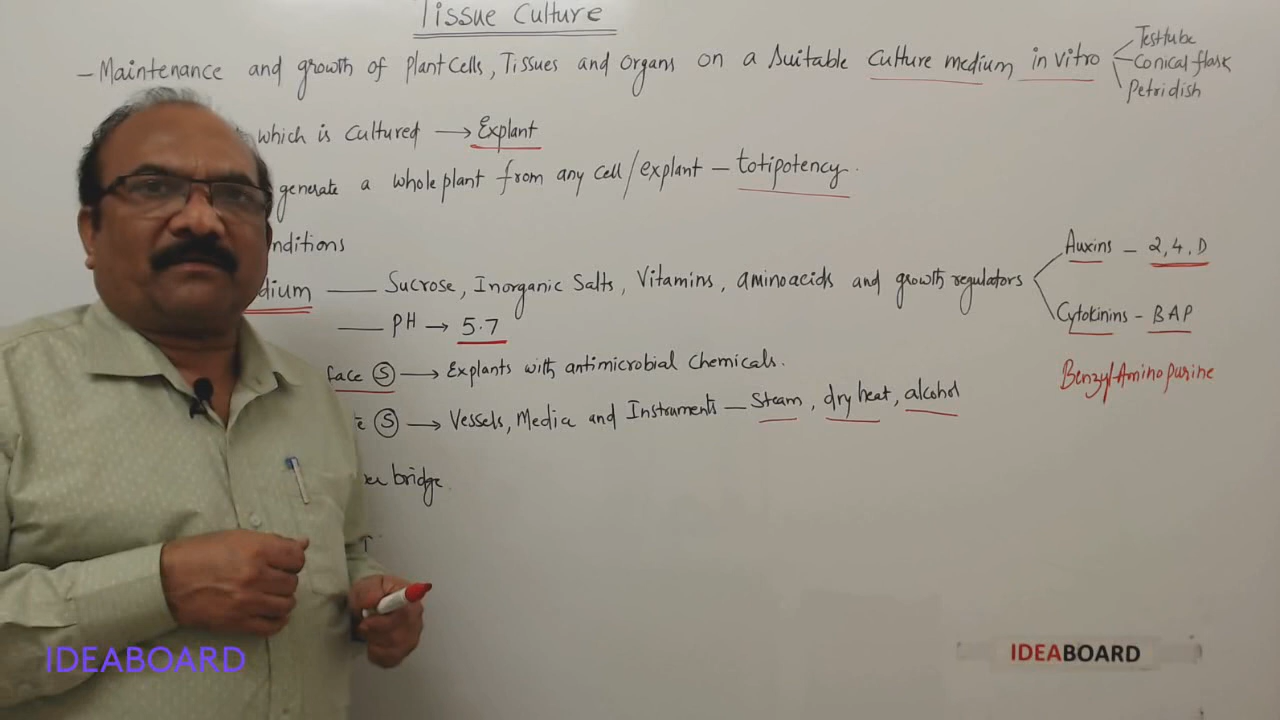 Tissue Culture
- Maintenance and growth of plant cells, Tissues and Organs on a Suitable Culture medium in vitro
Test tube
Conical flask
Petridish
which is Cultured → Explant
generate a whole plant from any cell/explant - totipotency.
nditions
dium — Sucrose, Inorganic Salts, Vitamins, aminoacids and growth regulators
Auxins - 2,4,D
Cytokinins - BAP
Benzyl Amino purine
— PH → 5.7
face (S) → Explants with antimicrobial Chemicals.
e (S) → Vessels, Media and Instruments - Steam, dry heat, alcohol
bridge.
IDEABOARD
IDEABOARD